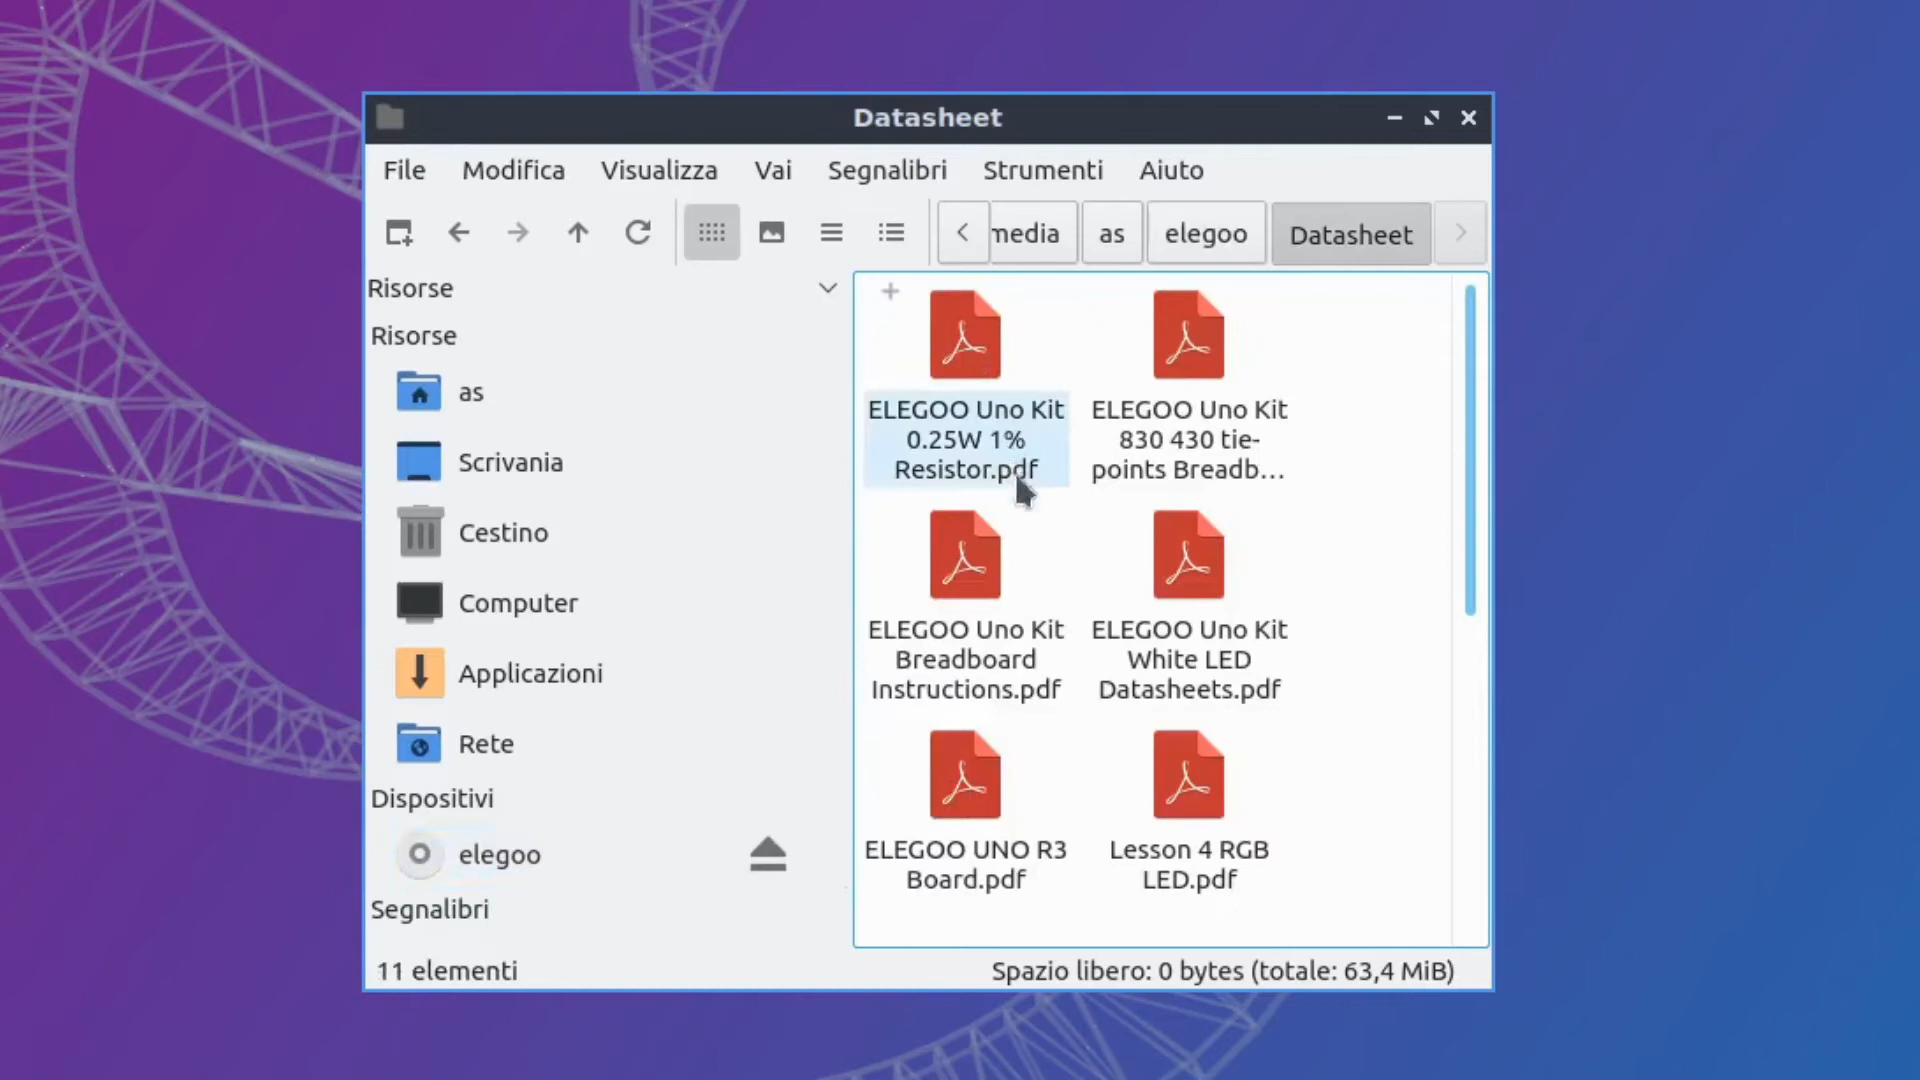 Datasheet
File Modifica Visualizza Vai Segnalibri Strumenti Aiuto
media as elegoo Datasheet
Risorse
Risorse
as
Scrivania
Cestino
Computer
Applicazioni
Rete
Dispositivi
elegoo
Segnalibri
ELEGOO Uno Kit
0.25W 1%
Resistor.pdf
ELEGOO Uno Kit
830 430 tie-
points Breadb...
ELEGOO Uno Kit
Breadboard
Instructions.pdf
ELEGOO Uno Kit
White LED
Datasheets.pdf
ELEGOO UNO R3
Board.pdf
Lesson 4 RGB
LED.pdf
11 elementi
Spazio libero: 0 bytes (totale: 63,4 MiB)